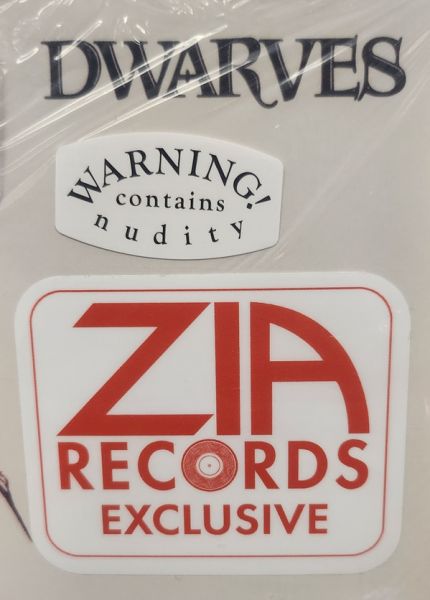 DWARVES
WARNING!
contains
nudity
ZIA
RECORDS
EXCLUSIVE